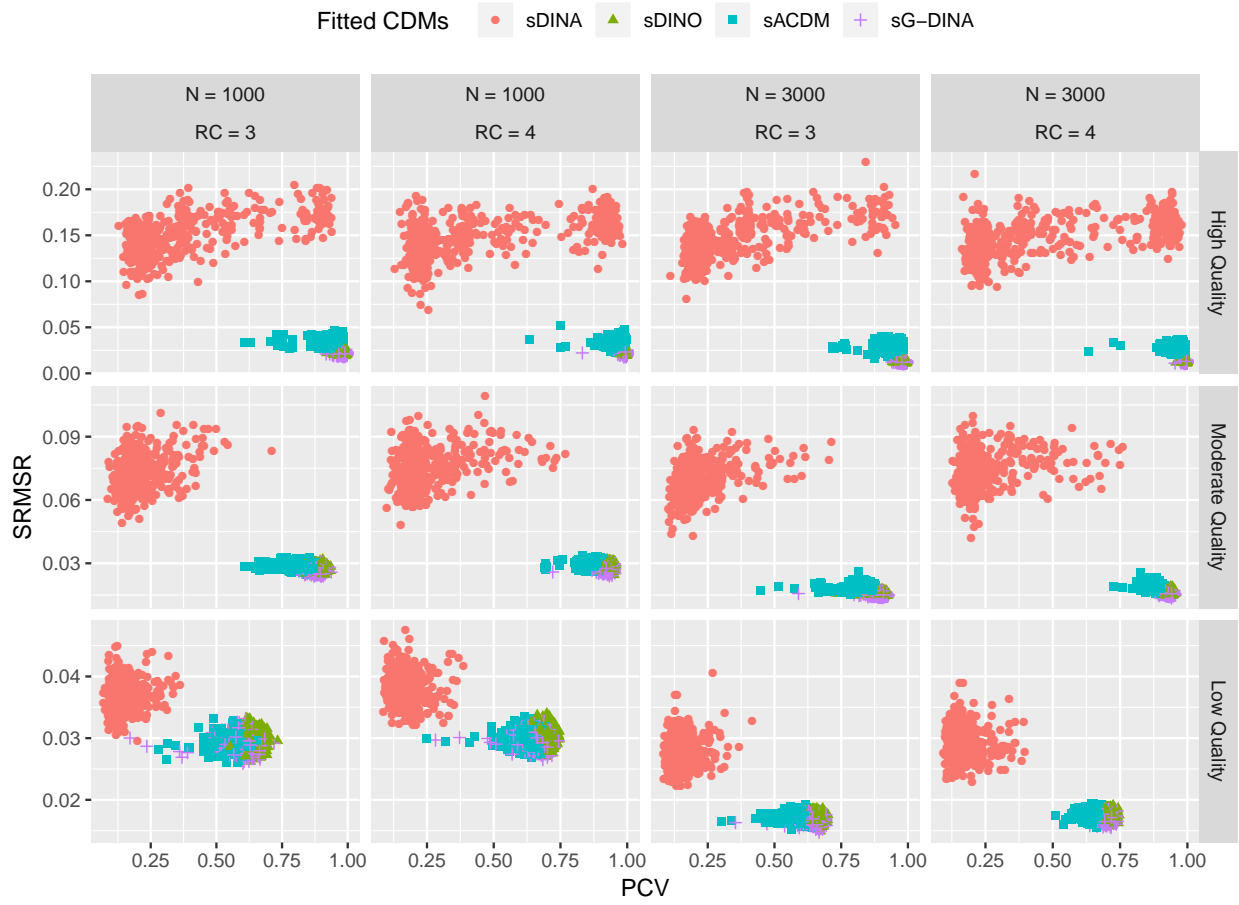 Fitted CDMs sDINA sDINO sACDM sG−DINA
N = 1000 N = 1000 N = 3000 N = 3000
RC = 3 RC = 4 RC = 3 RC = 4
0.20
0.15
0.10
0.05
0.00
High Quality
0.09
0.06
0.03
Moderate Quality
0.04
0.03
0.02
Low Quality
SRMSR
0.25 0.50 0.75 1.00 0.25 0.50 0.75 1.00 0.25 0.50 0.75 1.00 0.25 0.50 0.75 1.00
PCV